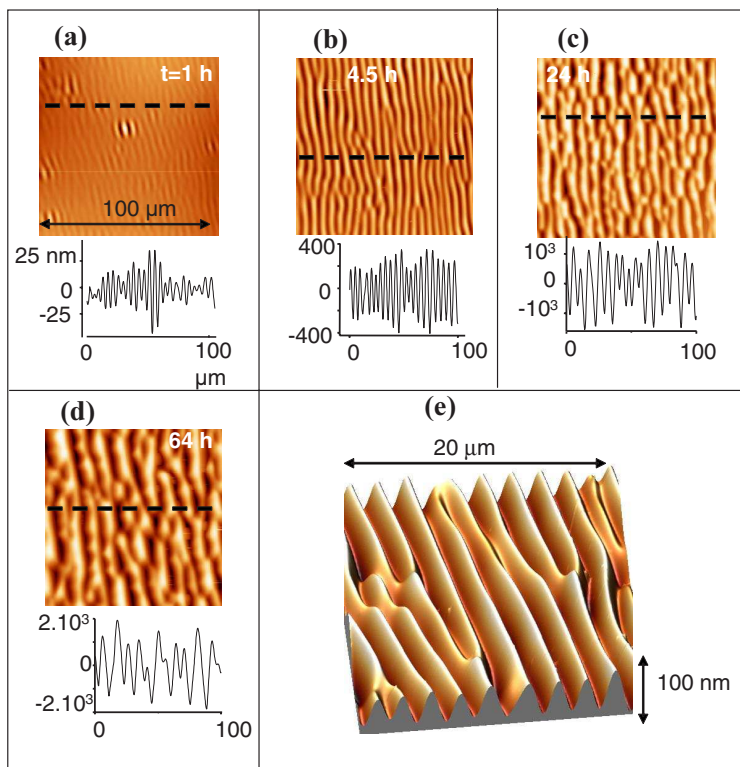 (a)
t=1 h
100 μm
25 nm
0
-25
0
100
μm
(b)
4.5 h
400
0
-400
0
100
(c)
24 h
10³
0
-10³
0
100
(d)
64 h
2.10³
0
-2.10³
0
100
(e)
20 μm
100 nm